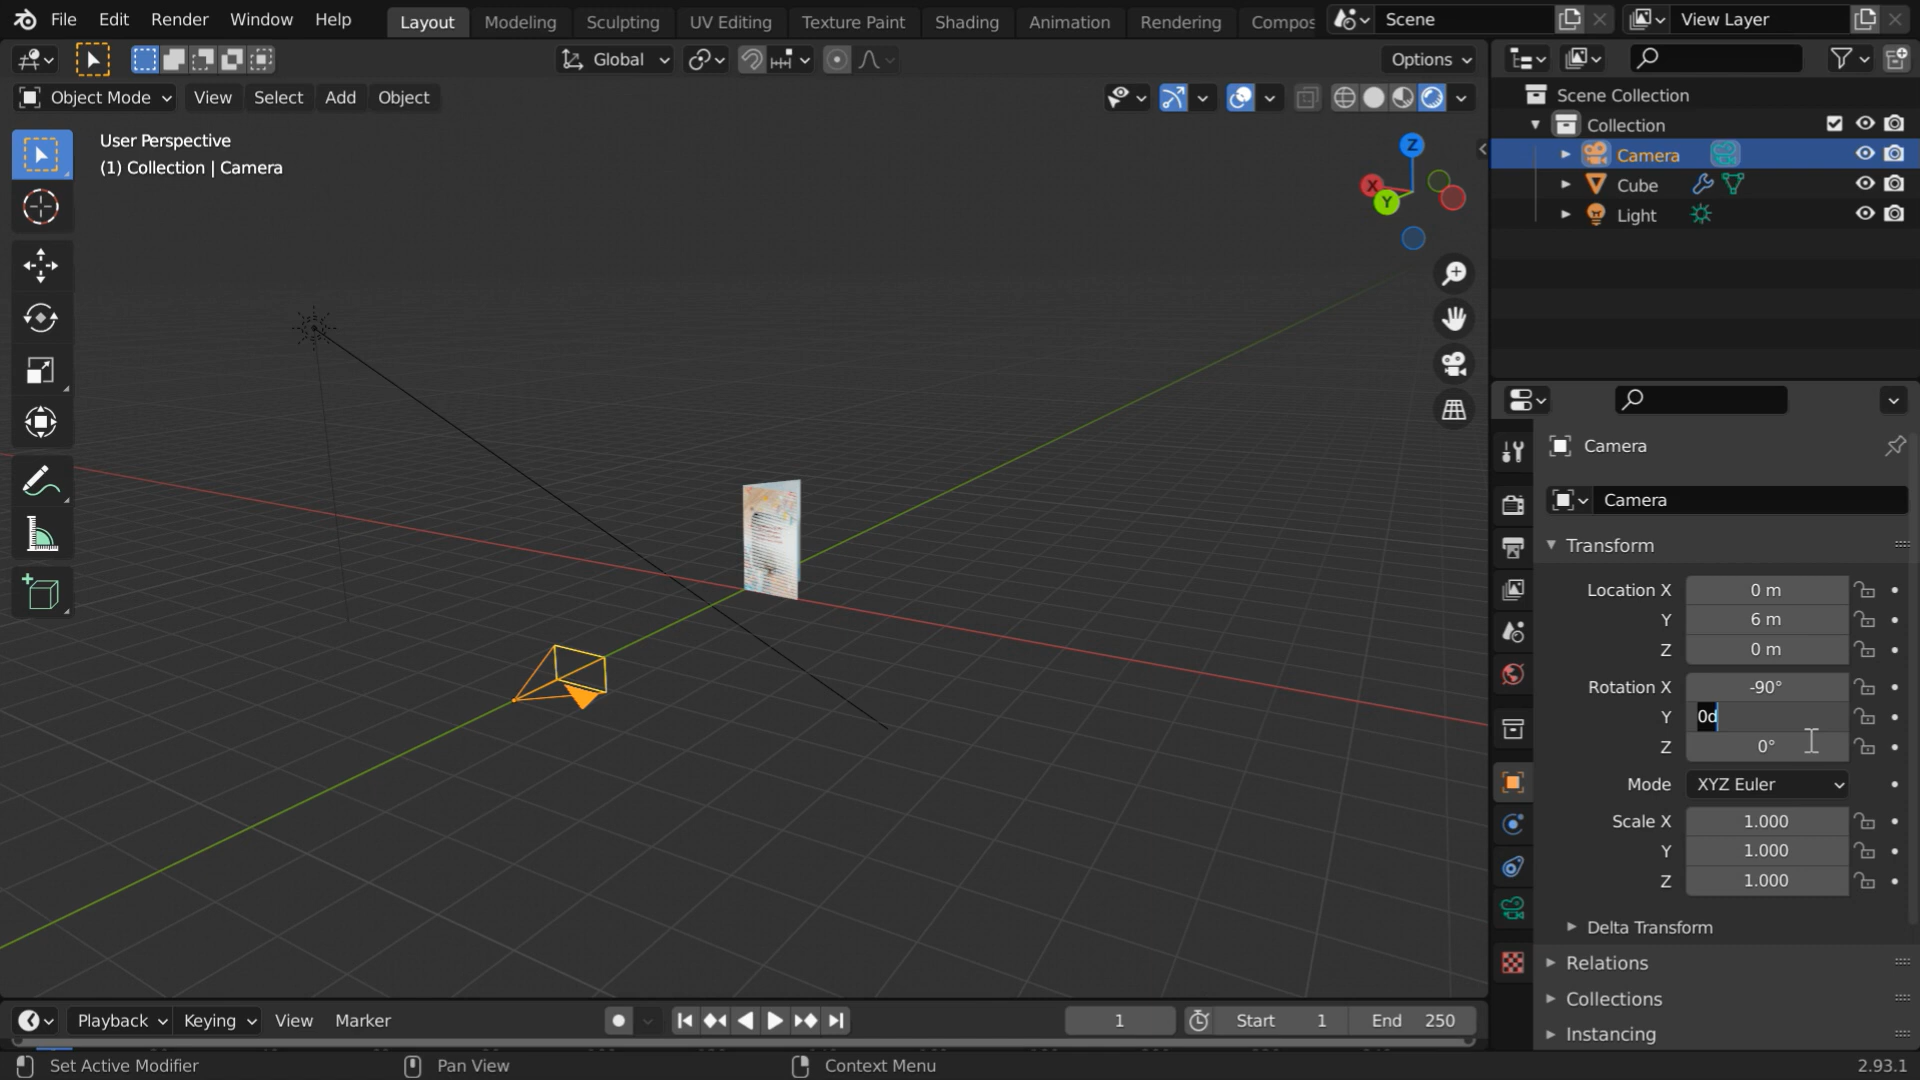 File Edit Render Window Help Layout Modeling Sculpting UV Editing Texture Paint Shading Animation Rendering Compos Scene View Layer
Global Options
Object Mode View Select Add Object
User Perspective
(1) Collection | Camera
Z
X
Y
Scene Collection
Collection
Camera
Cube
Light
Camera
Camera
Transform
Location X 0 m
Y 6 m
Z 0 m
Rotation X -90°
Y 0d
Z 0°
Mode XYZ Euler
Scale X 1.000
Y 1.000
Z 1.000
Delta Transform
Relations
Collections
Instancing
Playback Keying View Marker 1 Start 1 End 250
Set Active Modifier Pan View Context Menu 2.93.1